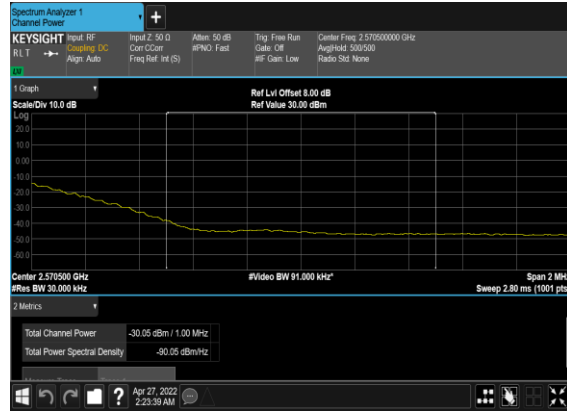 Spectrum Analyzer 1
Channel Power
+
KEYSIGHT Input: RF Input Z: 50 Ω Atten: 50 dB Trig: Free Run Center Freq: 2.570500000 GHz
RLT Coupling: DC Corr CCorr #PNO: Fast Gate: Off Avg|Hold: 500/500
Align: Auto Freq Ref: Int (S) #IF Gain: Low Radio Std: None
LXI
1 Graph
Ref Lvl Offset 8.00 dB
Scale/Div 10.0 dB Ref Value 30.00 dBm
Log
20.0
10.0
0.00
-10.0
-20.0
-30.0
-40.0
-50.0
-60.0
Center 2.570500 GHz #Video BW 91.000 kHz* Span 2 MHz
#Res BW 30.000 kHz Sweep 2.80 ms (1001 pts
2 Metrics
Total Channel Power -30.05 dBm / 1.00 MHz
Total Power Spectral Density -90.05 dBm/Hz
?
Apr 27, 2022
2:23:39 AM